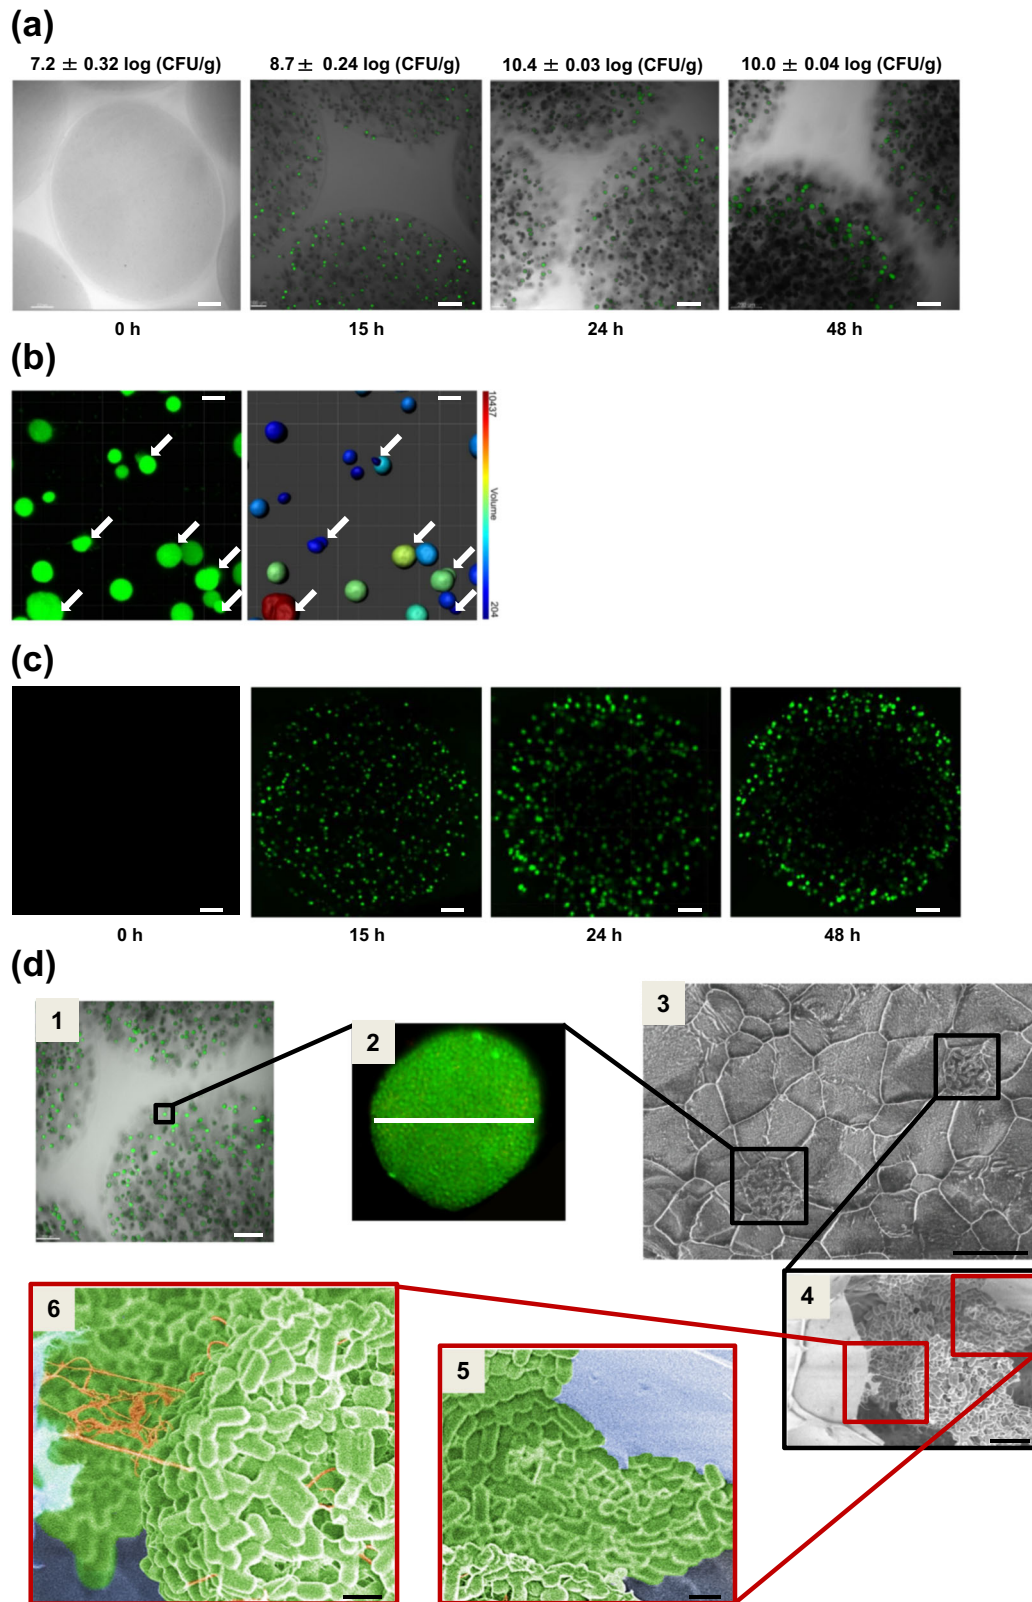 (a)
7.2 ± 0.32 log (CFU/g)
8.7 ± 0.24 log (CFU/g)
10.4 ± 0.03 log (CFU/g)
10.0 ± 0.04 log (CFU/g)
0 h
15 h
24 h
48 h
(b)
10437
Volume
204
(c)
0 h
15 h
24 h
48 h
(d)
1
2
3
4
5
6